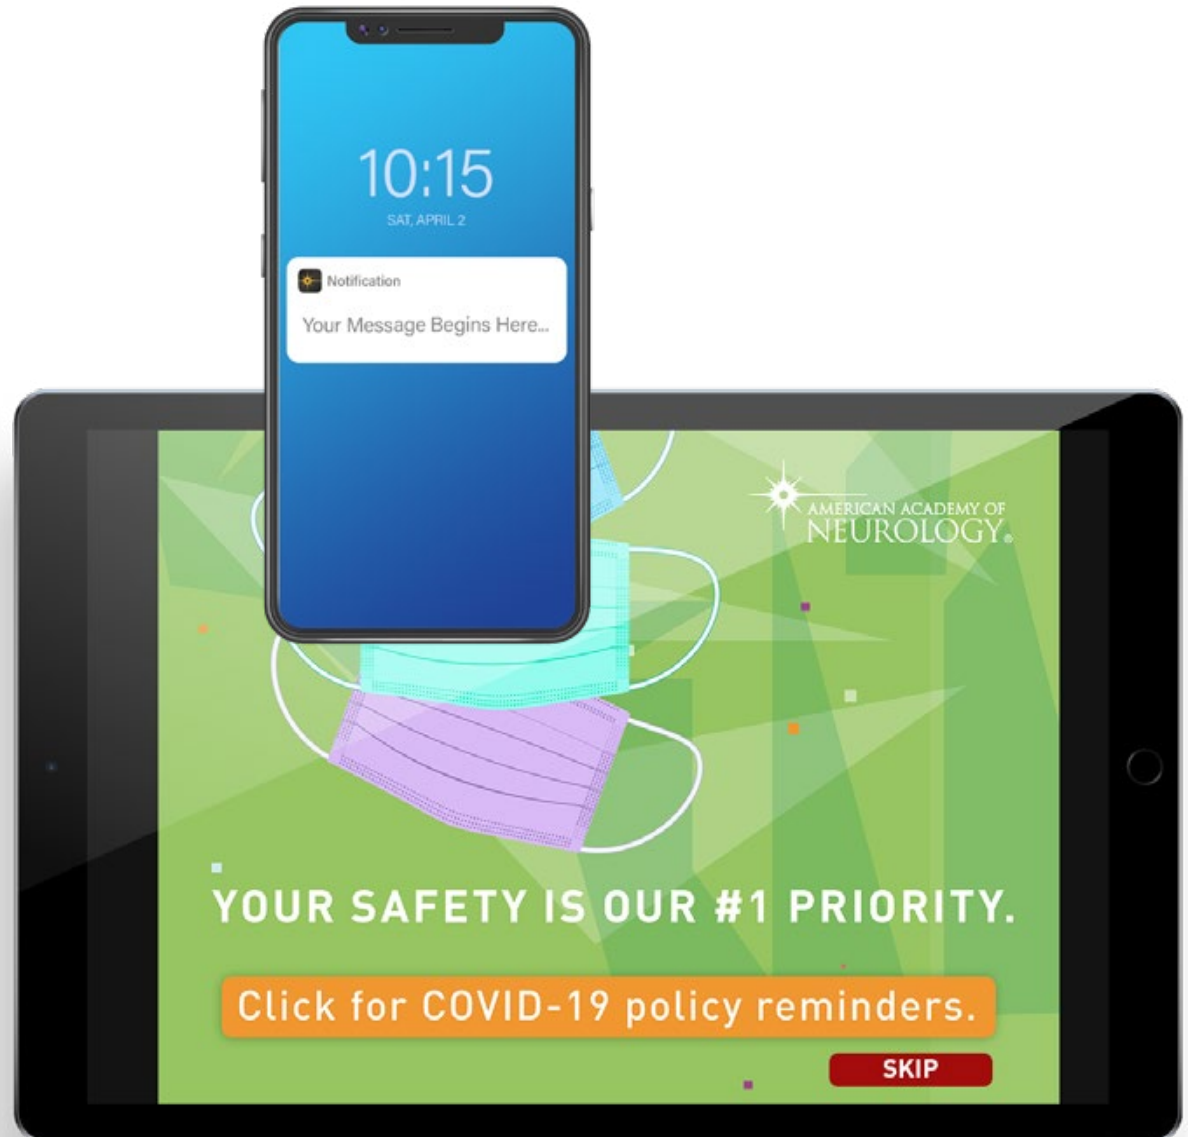 10:15
SAT, APRIL 2
Notification
Your Message Begins Here...
AMERICAN ACADEMY OF
NEUROLOGY®
YOUR SAFETY IS OUR #1 PRIORITY.
Click for COVID-19 policy reminders.
SKIP